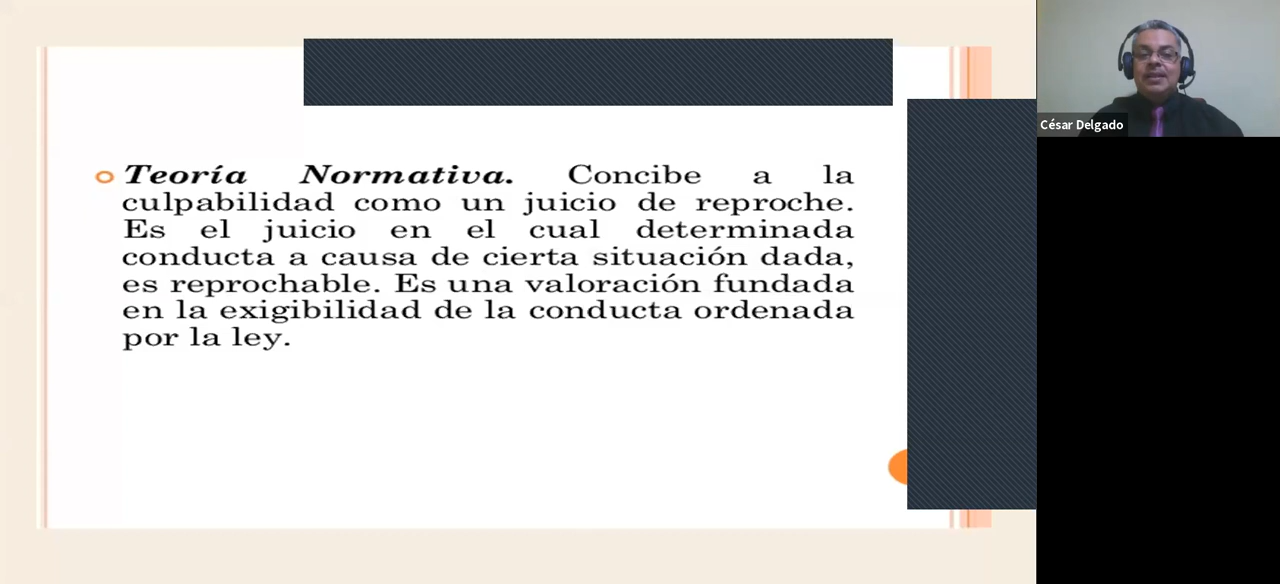 Teoría Normativa. Concibe a la
culpabilidad como un juicio de reproche.
Es el juicio en el cual determinada
conducta a causa de cierta situación dada,
es reprochable. Es una valoración fundada
en la exigibilidad de la conducta ordenada
por la ley.
César Delgado